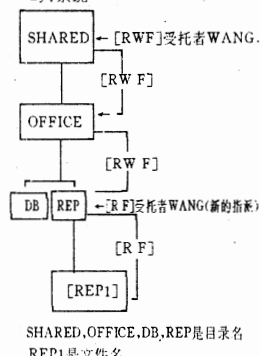 SHARED ←[RWF]受托者WANG.
[RW F]
OFFICE
[RW F]
DB REP ←[R F]受托者WANG(新的指派)
[R F]
[REP1]
SHARED,OFFICE,DB,REP是目录名
REP1是文件名